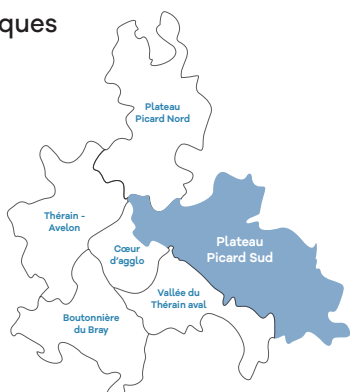 ques
Plateau
Picard Nord
Thérain -
Avelon
Cœur
d'agglo
Plateau
Picard Sud
Vallée du
Thérain aval
Boutonnière
du Bray